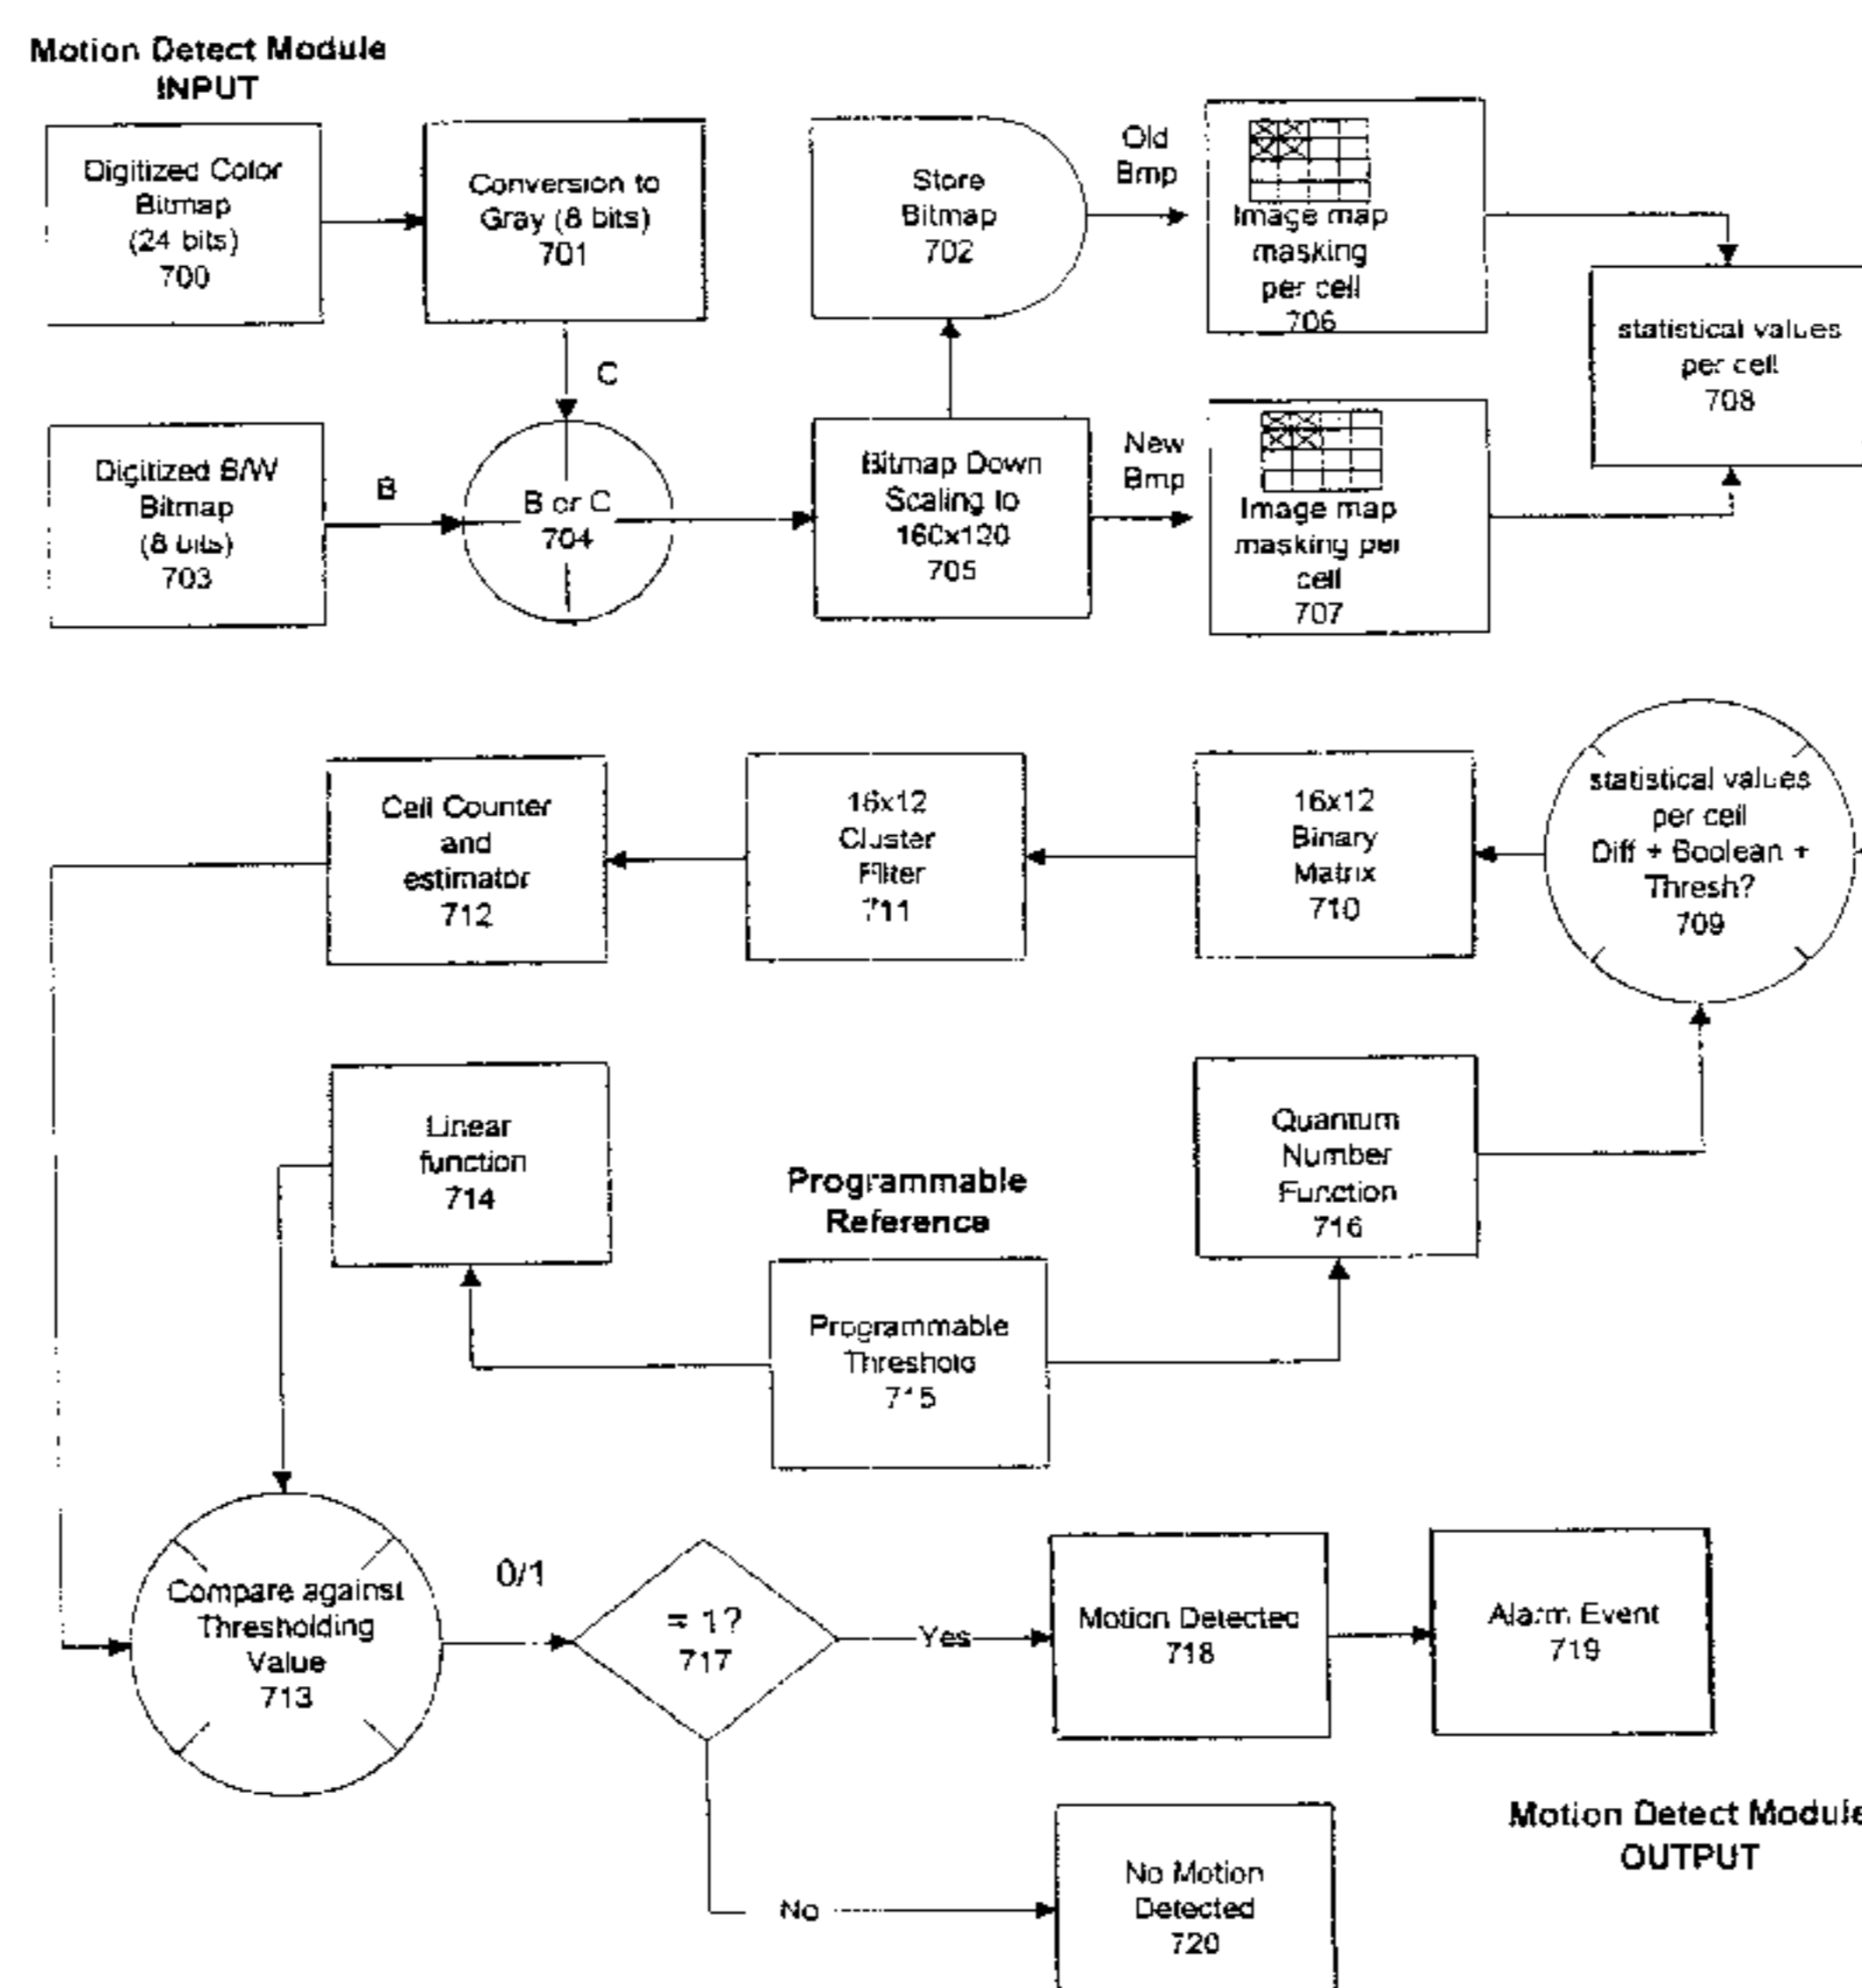 Motion Detect Module
INPUT
Digitized Color
Bitmap
(24 bits)
700
Conversion to
Gray (8 bits)
701
Store
Bitmap
702
Old
Bmp
Image map
masking
per cell
706
statistical values
per cell
708
C
Digitized B/W
Bitmap
(8 bits)
703
B
B or C
704
Bitmap Down
Scaling to
160x120
705
New
Bmp
Image map
masking per
cell
707
Cell Counter
and
estimator
712
16x12
Cluster
Filter
711
16x12
Binary
Matrix
710
statistical values
per cell
Diff + Boolean +
Thresh?
709
Linear
function
714
Programmable
Reference
Programmable
Threshold
715
Quantum
Number
Function
716
Compare against
Thresholding
Value
713
0/1
= 1?
717
Yes
Motion Detected
718
Alarm Event
719
No
No Motion
Detected
720
Motion Detect Module
OUTPUT